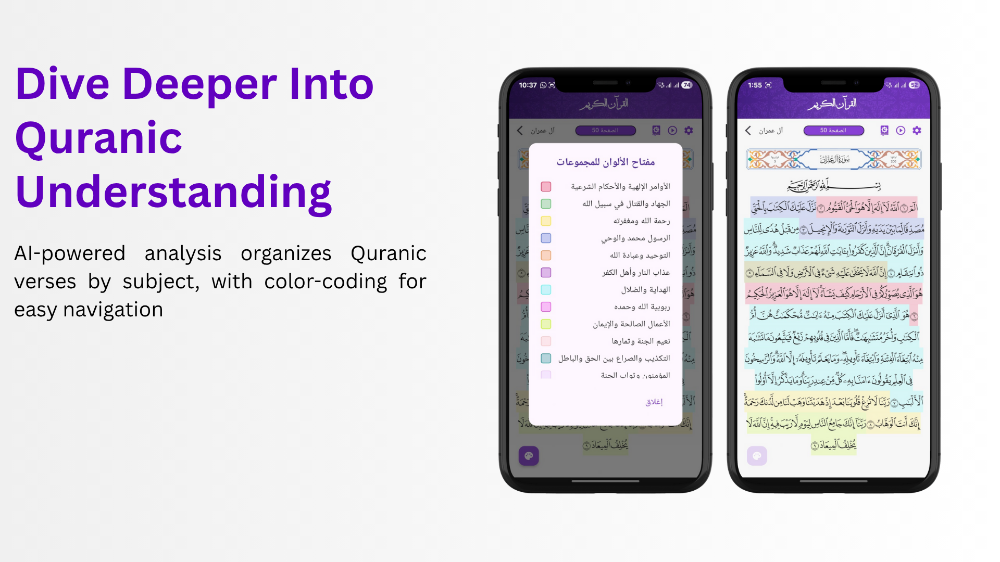 Dive Deeper Into
Quranic
Understanding
AI-powered analysis organizes Quranic
verses by subject, with color-coding for
easy navigation
10:37
74
القرآن الكريم
آل عمران
الصفحة 50
مفتاح الألوان للمجموعات
الأوامر الإلهية والأحكام الشرعية
الجهاد والقتال في سبيل الله
رحمة الله ومغفرته
الرسول محمد والوحي
التوحيد وعبادة الله
عذاب النار وأهل الكفر
الهداية والضلال
ربوبية الله وحمده
الأعمال الصالحة والإيمان
نعيم الجنة وثمارها
التكذيب والصراع بين الحق والباطل
المؤمنون وثواب الجنة
إغلاق
يُخْلِفُ ٱلْمِيعَادَ ٩
1:55
52
القرآن الكريم
آل عمران
الصفحة 50
ترتيبها 3
سُورَةُ آلِ عِمْرَان
آياتها 200
بِسْمِ ٱللَّهِ ٱلرَّحْمَٰنِ ٱلرَّحِيمِ
الٓمٓ ١ ٱللَّهُ لَآ إِلَٰهَ إِلَّا هُوَ ٱلْحَىُّ ٱلْقَيُّومُ ٢ نَزَّلَ عَلَيْكَ ٱلْكِتَٰبَ بِٱلْحَقِّ
مُصَدِّقًا لِّمَا بَيْنَ يَدَيْهِ وَأَنزَلَ ٱلتَّوْرَىٰةَ وَٱلْإِنجِيلَ ٣ مِن قَبْلُ هُدًى لِّلنَّاسِ
وَأَنزَلَ ٱلْفُرْقَانَ ۗ إِنَّ ٱلَّذِينَ كَفَرُوا۟ بِـَٔايَٰتِ ٱللَّهِ لَهُمْ عَذَابٌ شَدِيدٌ ۗ وَٱللَّهُ عَزِيزٌ
ذُو ٱنتِقَامٍ ٤ إِنَّ ٱللَّهَ لَا يَخْفَىٰ عَلَيْهِ شَىْءٌ فِى ٱلْأَرْضِ وَلَا فِى ٱلسَّمَآءِ ٥
هُوَ ٱلَّذِى يُصَوِّرُكُمْ فِى ٱلْأَرْحَامِ كَيْفَ يَشَآءُ ۚ لَآ إِلَٰهَ إِلَّا هُوَ ٱلْعَزِيزُ ٱلْحَكِيمُ
٦ هُوَ ٱلَّذِىٓ أَنزَلَ عَلَيْكَ ٱلْكِتَٰبَ مِنْهُ ءَايَٰتٌ مُّحْكَمَٰتٌ هُنَّ أُمُّ
ٱلْكِتَٰبِ وَأُخَرُ مُتَشَٰبِهَٰتٌ ۖ فَأَمَّا ٱلَّذِينَ فِى قُلُوبِهِمْ زَيْغٌ فَيَتَّبِعُونَ مَا تَشَٰبَهَ
مِنْهُ ٱبْتِغَآءَ ٱلْفِتْنَةِ وَٱبْتِغَآءَ تَأْوِيلِهِۦ ۗ وَمَا يَعْلَمُ تَأْوِيلَهُۥٓ إِلَّا ٱللَّهُ ۗ وَٱلرَّٰسِخُونَ
فِى ٱلْعِلْمِ يَقُولُونَ ءَامَنَّا بِهِۦ كُلٌّ مِّنْ عِندِ رَبِّنَا ۗ وَمَا يَذَّكَّرُ إِلَّآ أُو۟لُوا۟
ٱلْأَلْبَٰبِ ٧ رَبَّنَا لَا تُزِغْ قُلُوبَنَا بَعْدَ إِذْ هَدَيْتَنَا وَهَبْ لَنَا مِن لَّدُنكَ رَحْمَةً ۚ
إِنَّكَ أَنتَ ٱلْوَهَّابُ ٨ رَبَّنَآ إِنَّكَ جَامِعُ ٱلنَّاسِ لِيَوْمٍ لَّا رَيْبَ فِيهِ ۚ إِنَّ ٱللَّهَ لَا
يُخْلِفُ ٱلْمِيعَادَ ٩